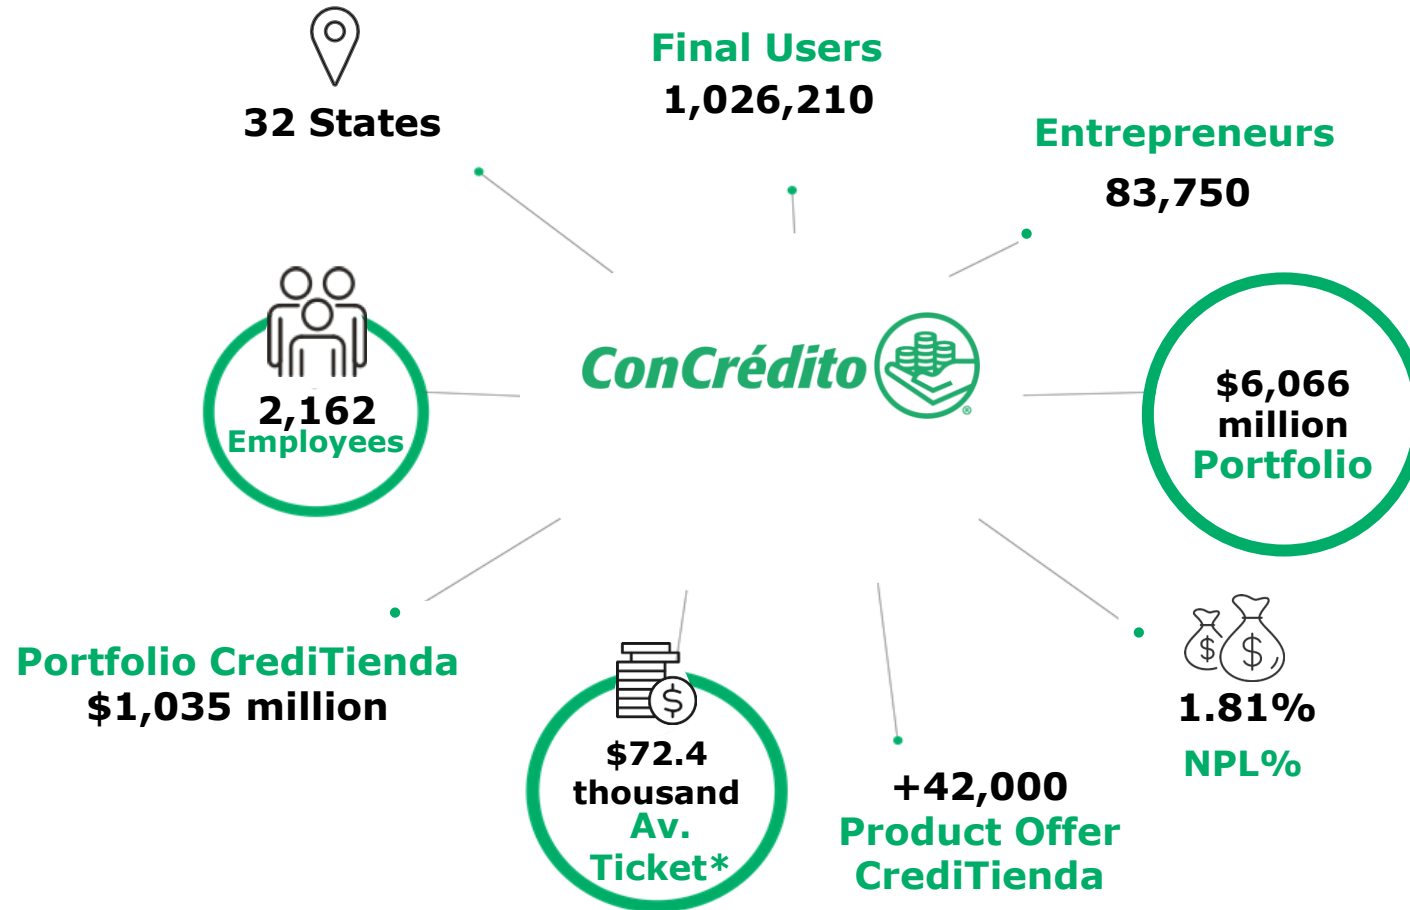 32 States
Final Users
1,026,210
Entrepreneurs
83,750
2,162
Employees
ConCrédito
®
$6,066
million
Portfolio
Portfolio CrediTienda
$1,035 million
$
$72.4
thousand
Av.
Ticket*
+42,000
Product Offer
CrediTienda
$ $
1.81%
NPL%